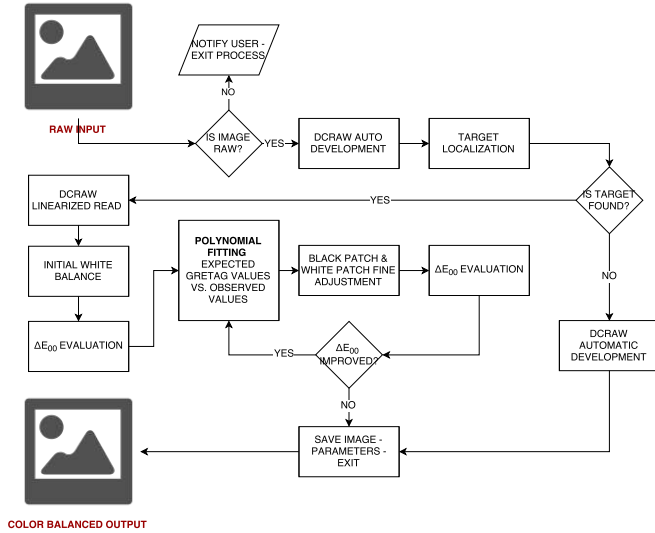 NOTIFY USER -
EXIT PROCESS
NO
RAW INPUT
IS IMAGE
RAW?
YES
DCRAW AUTO
DEVELOPMENT
TARGET
LOCALIZATION
IS TARGET
FOUND?
YES
DCRAW
LINEARIZED READ
INITIAL WHITE
BALANCE
ΔE₀₀ EVALUATION
POLYNOMIAL
FITTING
EXPECTED
GRETAG VALUES
VS. OBSERVED
VALUES
BLACK PATCH &
WHITE PATCH FINE
ADJUSTMENT
ΔE₀₀ EVALUATION
NO
DCRAW
AUTOMATIC
DEVELOPMENT
ΔE₀₀
IMPROVED?
YES
NO
SAVE IMAGE -
PARAMETERS -
EXIT
COLOR BALANCED OUTPUT